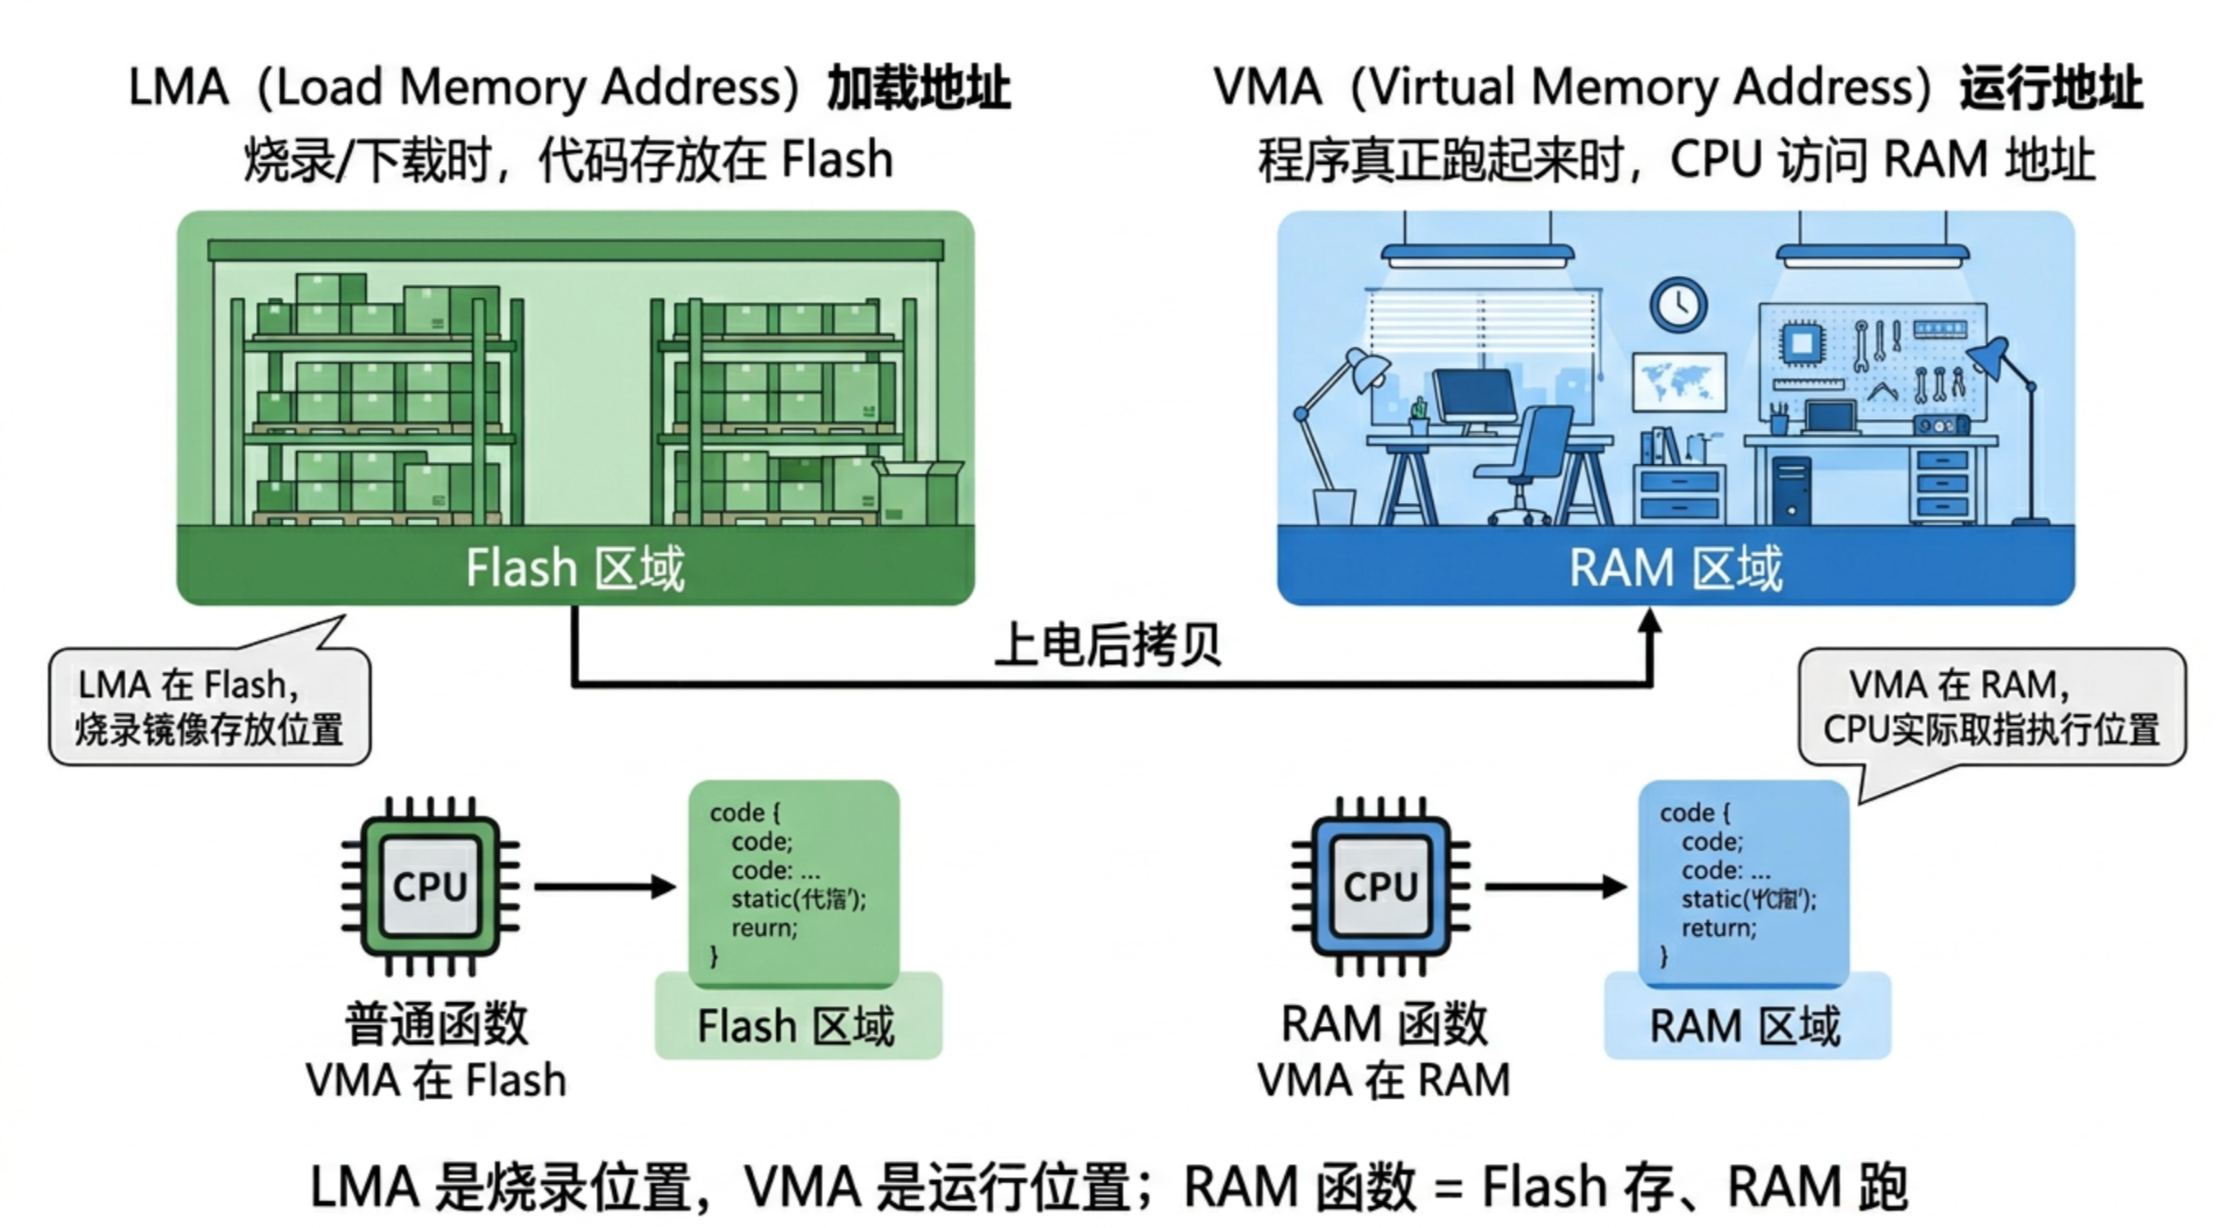 LMA（Load Memory Address）加载地址
烧录/下载时，代码存放在 Flash
VMA（Virtual Memory Address）运行地址
程序真正跑起来时，CPU 访问 RAM 地址
Flash 区域
RAM 区域
上电后拷贝
LMA 在 Flash，
烧录镜像存放位置
VMA 在 RAM，
CPU实际取指执行位置
CPU
code {
code;
code: ...
static(
reurn;
}
普通函数
VMA 在 Flash
Flash 区域
CPU
code {
code;
code: ...
static(
return;
}
RAM 函数
VMA 在 RAM
RAM 区域
LMA 是烧录位置，VMA 是运行位置；RAM 函数 = Flash 存、RAM 跑